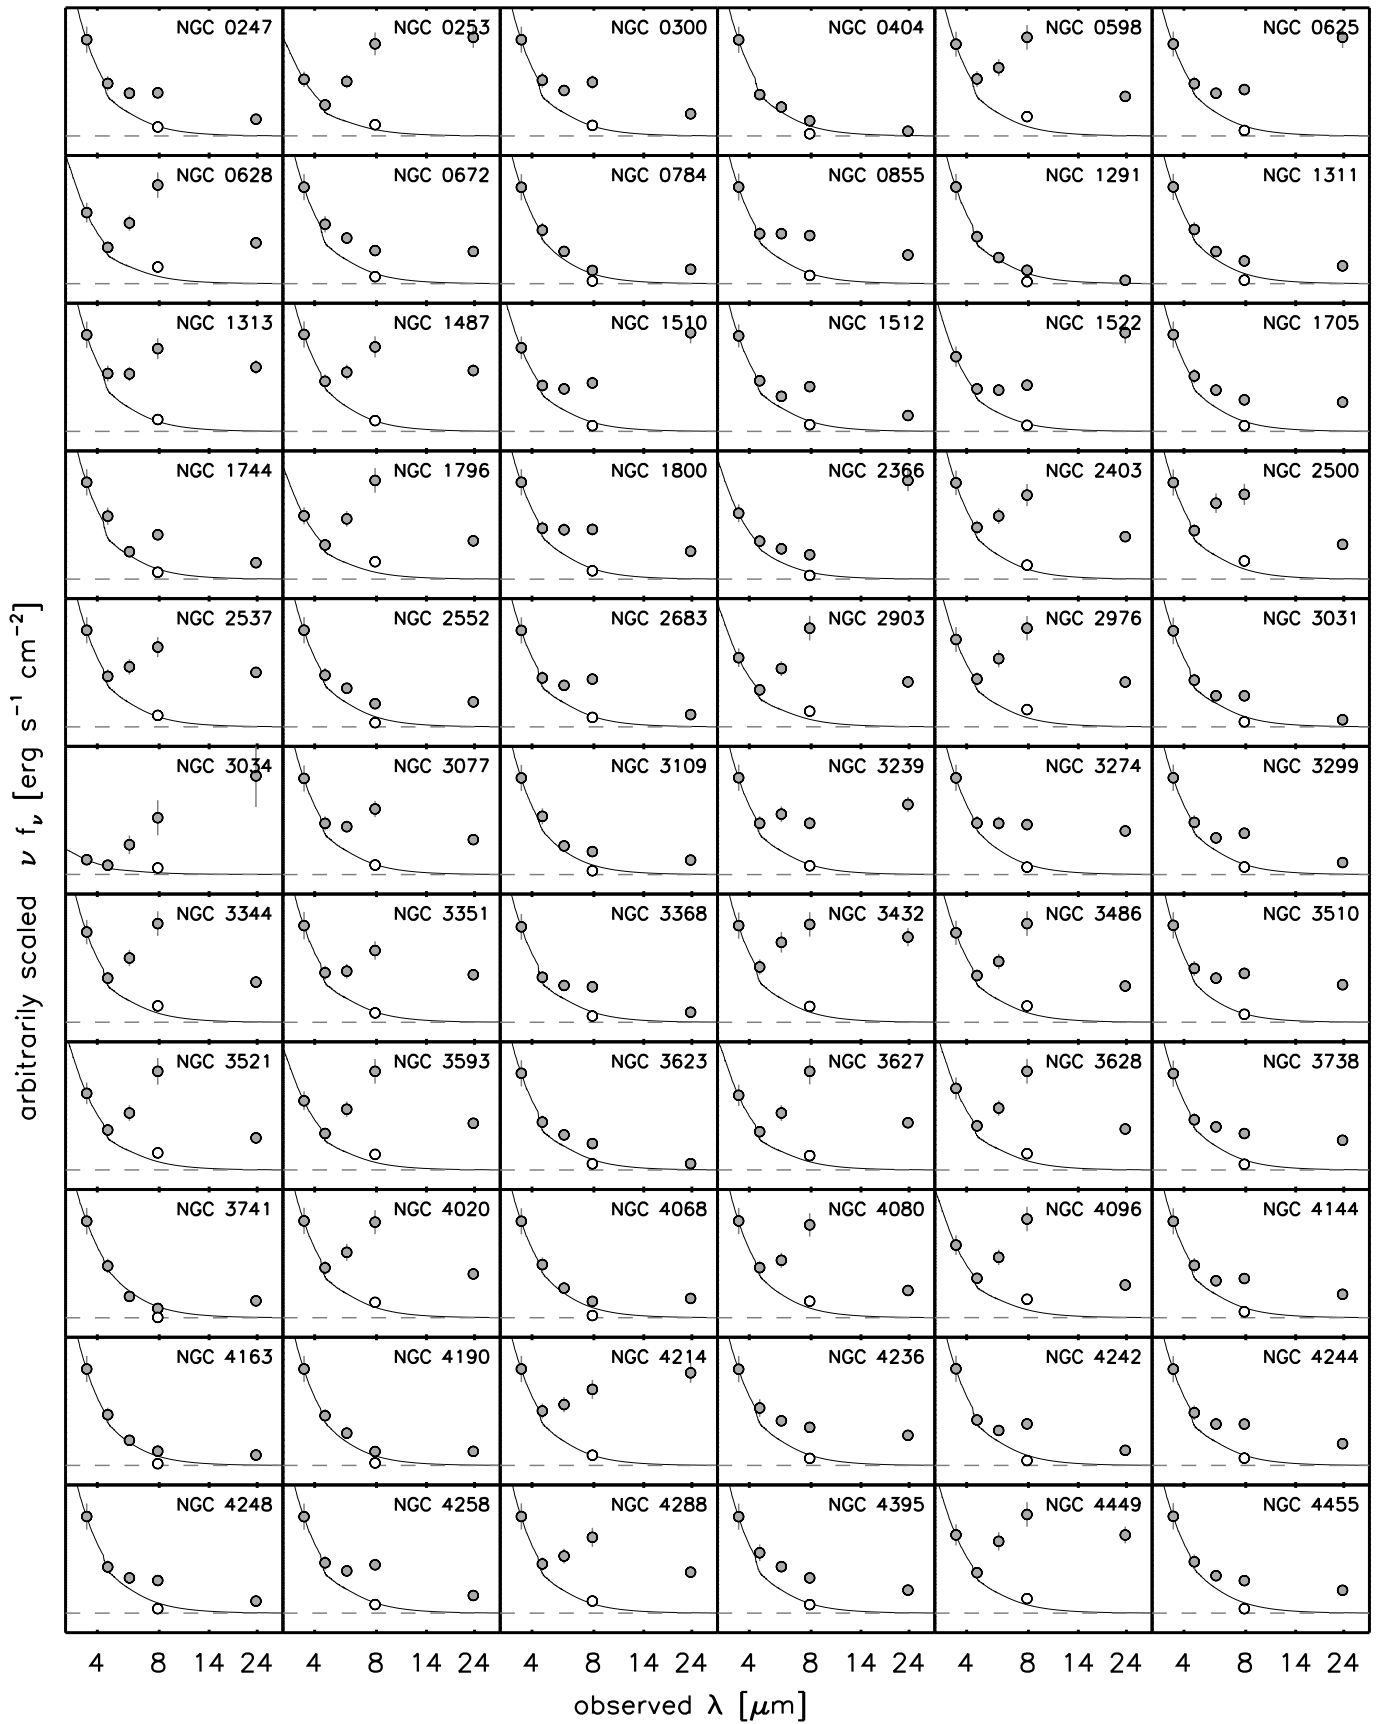 NGC 0247 NGC 0253 NGC 0300 NGC 0404 NGC 0598 NGC 0625
NGC 0628 NGC 0672 NGC 0784 NGC 0855 NGC 1291 NGC 1311
NGC 1313 NGC 1487 NGC 1510 NGC 1512 NGC 1522 NGC 1705
NGC 1744 NGC 1796 NGC 1800 NGC 2366 NGC 2403 NGC 2500
NGC 2537 NGC 2552 NGC 2683 NGC 2903 NGC 2976 NGC 3031
NGC 3034 NGC 3077 NGC 3109 NGC 3239 NGC 3274 NGC 3299
NGC 3344 NGC 3351 NGC 3368 NGC 3432 NGC 3486 NGC 3510
NGC 3521 NGC 3593 NGC 3623 NGC 3627 NGC 3628 NGC 3738
NGC 3741 NGC 4020 NGC 4068 NGC 4080 NGC 4096 NGC 4144
NGC 4163 NGC 4190 NGC 4214 NGC 4236 NGC 4242 NGC 4244
NGC 4248 NGC 4258 NGC 4288 NGC 4395 NGC 4449 NGC 4455
4 8 14 24 4 8 14 24 4 8 14 24 4 8 14 24 4 8 14 24 4 8 14 24
observed λ [μm]
arbitrarily scaled ν fν [erg s⁻¹ cm⁻²]